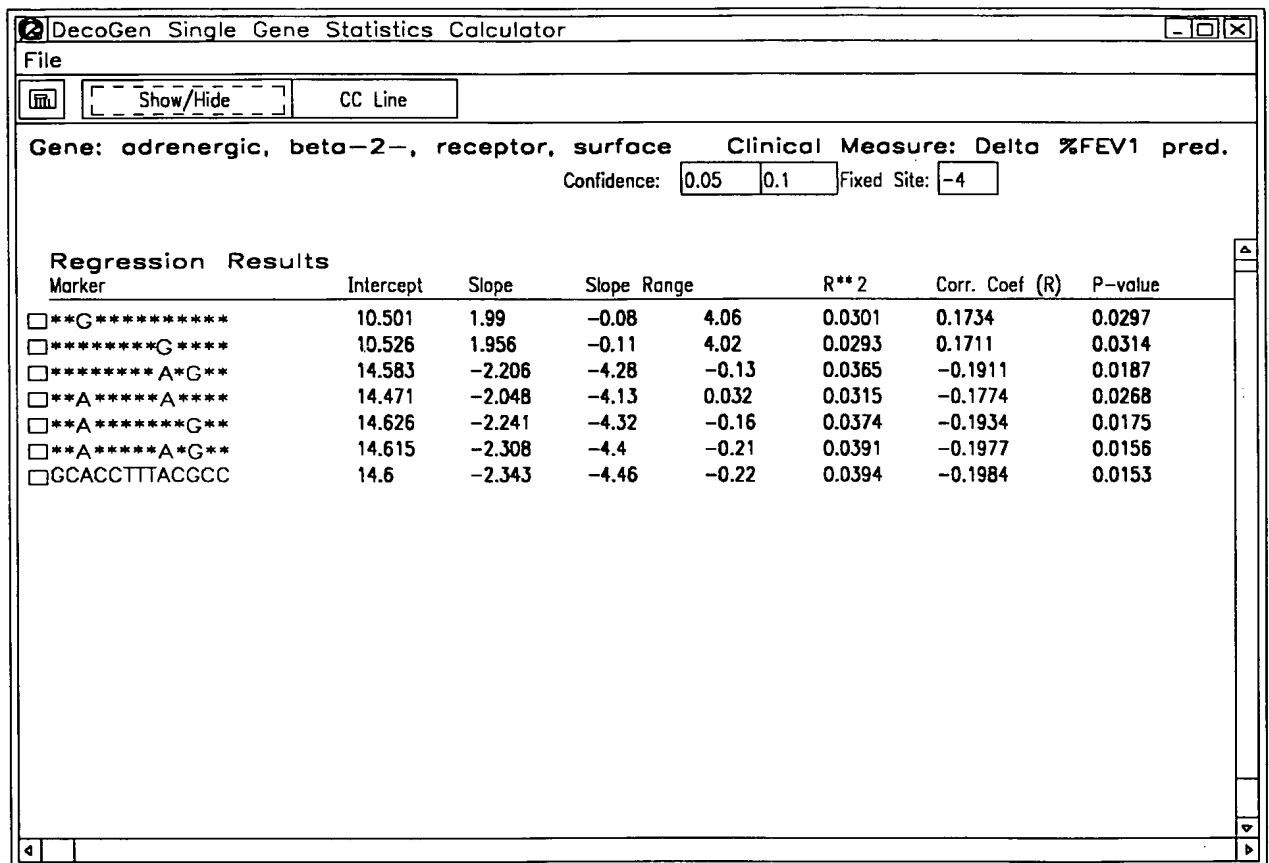 DecoGen Single Gene Statistics Calculator
File
Show/Hide CC Line
Gene: adrenergic, beta-2-, receptor, surface Clinical Measure: Delta %FEV1 pred.
Confidence: 0.05 0.1 Fixed Site: -4
Regression Results
Marker Intercept Slope Slope Range R**2 Corr. Coef (R) P-value
**G********** 10.501 1.99 -0.08 4.06 0.0301 0.1734 0.0297
********G**** 10.526 1.956 -0.11 4.02 0.0293 0.1711 0.0314
********A*G** 14.583 -2.206 -4.28 -0.13 0.0365 -0.1911 0.0187
**A*****A**** 14.471 -2.048 -4.13 0.032 0.0315 -0.1774 0.0268
**A*******G** 14.626 -2.241 -4.32 -0.16 0.0374 -0.1934 0.0175
**A*****A*G** 14.615 -2.308 -4.4 -0.21 0.0391 -0.1977 0.0156
GCACCTTTACGCC 14.6 -2.343 -4.46 -0.22 0.0394 -0.1984 0.0153